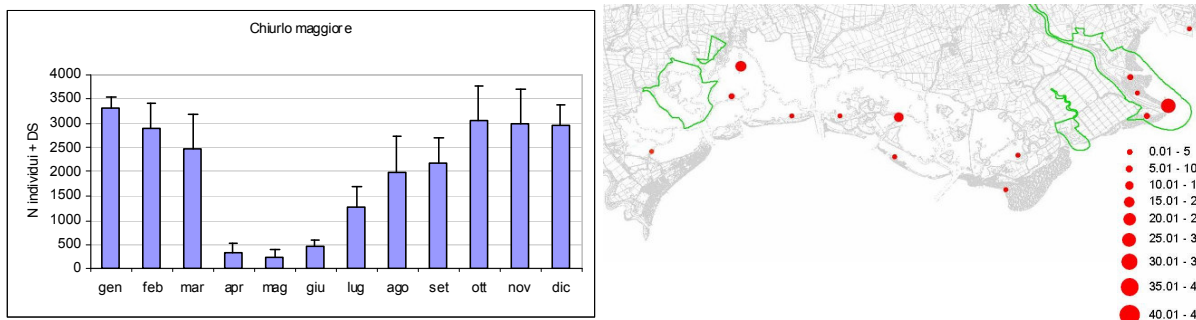 Chiurlo maggiore
N individui + DS
4000
3500
3000
2500
2000
1500
1000
500
0
gen feb mar apr mag giu lug ago set ott nov dic
0.01 - 5
5.01 - 10
10.01 - 1
15.01 - 2
20.01 - 2
25.01 - 3
30.01 - 3
35.01 - 4
40.01 - 4